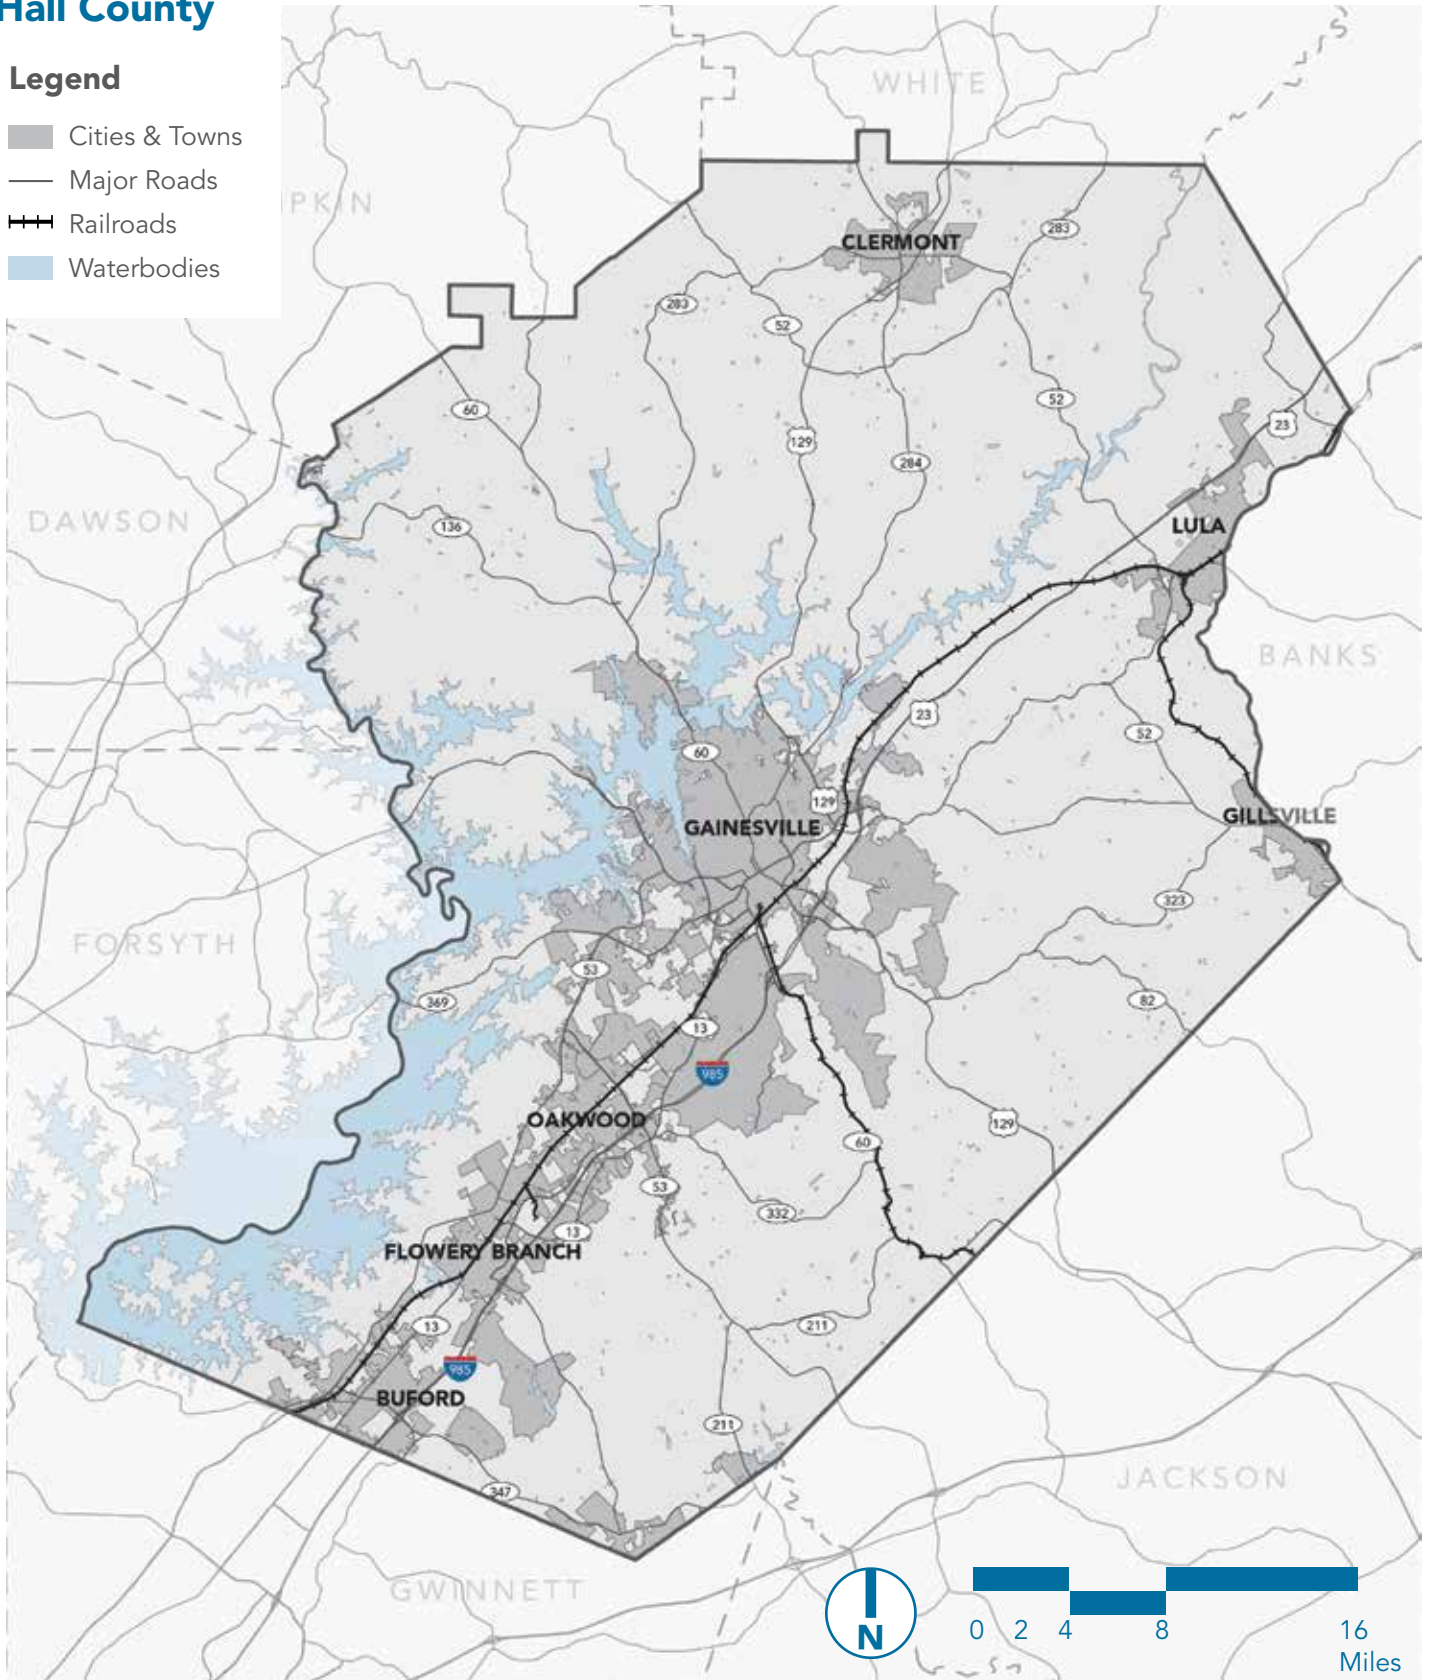 Hall County
Legend
Cities & Towns
Major Roads
Railroads
Waterbodies
WHITE
PKIN
CLERMONT
283
283
52
60
52
23
129
284
DAWSON
136
LULA
BANKS
23
52
60
129
GILLSVILLE
GAINESVILLE
323
FORSYTH
53
369
82
13
985
OAKWOOD
129
60
53
332
13
FLOWERY BRANCH
13
211
985
BUFORD
211
347
JACKSON
GWINNETT
N
0 2 4 8 16
Miles